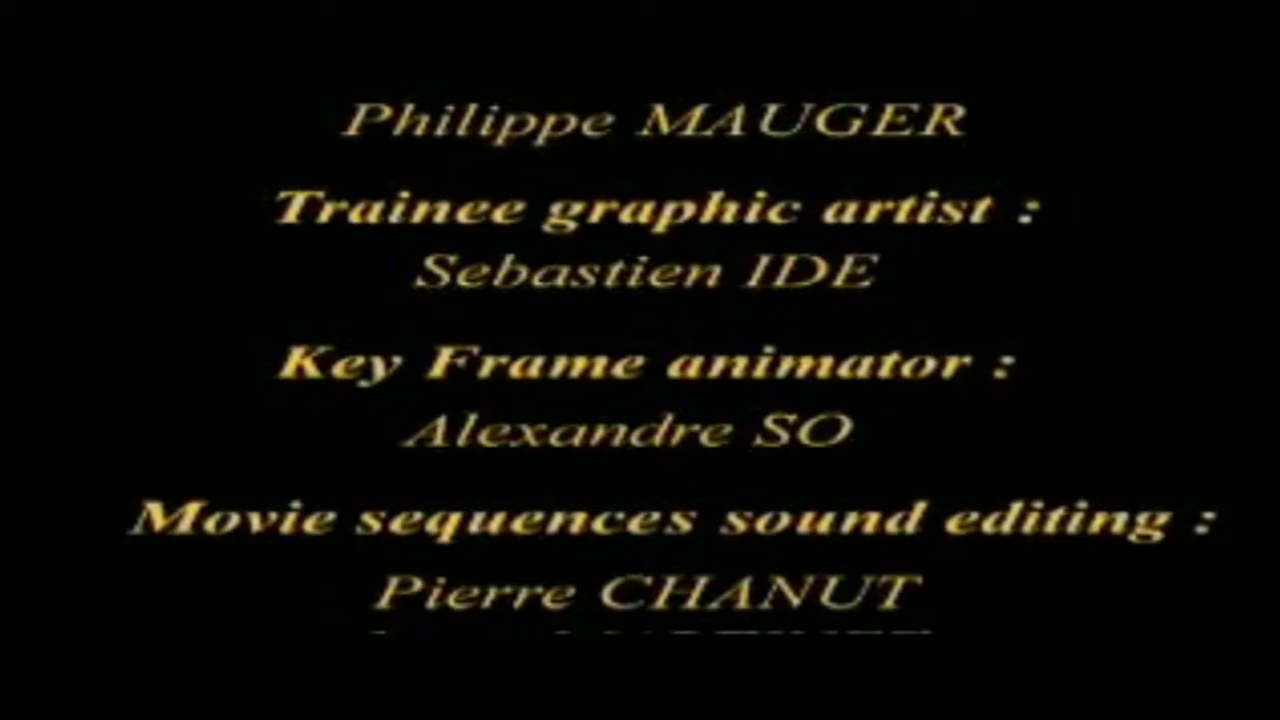 Philippe MAUGER
Trainee graphic artist :
Sebastien IDE
Key Frame animator :
Alexandre SO
Movie sequences sound editing :
Pierre CHANUT